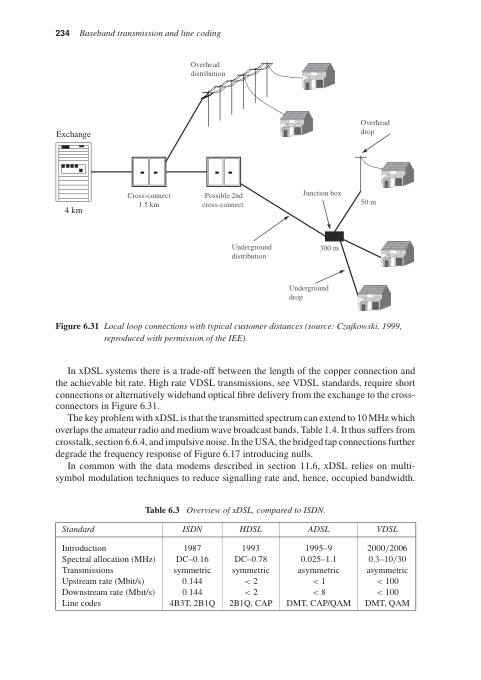 234 Baseband transmission and line coding
Overhead
distribution
Overhead
drop
Exchange
Cross-connect
1.5 km
Possible 2nd
cross-connect
Junction box
50 m
4 km
Underground
distribution
300 m
Underground
drop
Figure 6.31 Local loop connections with typical customer distances (source: Czajkowski, 1999,
reproduced with permission of the IEE).
In xDSL systems there is a trade-off between the length of the copper connection and
the achievable bit rate. High rate VDSL transmissions, see VDSL standards, require short
connections or alternatively wideband optical fibre delivery from the exchange to the cross-
connectors in Figure 6.31.
The key problem with xDSL is that the transmitted spectrum can extend to 10 MHz which
overlaps the amateur radio and medium wave broadcast bands, Table 1.4. It thus suffers from
crosstalk, section 6.6.4, and impulsive noise. In the USA, the bridged tap connections further
degrade the frequency response of Figure 6.17 introducing nulls.
In common with the data modems described in section 11.6, xDSL relies on multi-
symbol modulation techniques to reduce signalling rate and, hence, occupied bandwidth.
Table 6.3 Overview of xDSL, compared to ISDN.
Standard ISDN HDSL ADSL VDSL
Introduction 1987 1993 1995–9 2000/2006
Spectral allocation (MHz) DC–0.16 DC–0.78 0.025–1.1 0.3–10/30
Transmissions symmetric symmetric asymmetric asymmetric
Upstream rate (Mbit/s) 0.144 < 2 < 1 < 100
Downstream rate (Mbit/s) 0.144 < 2 < 8 < 100
Line codes 4B3T, 2B1Q 2B1Q, CAP DMT, CAP/QAM DMT, QAM